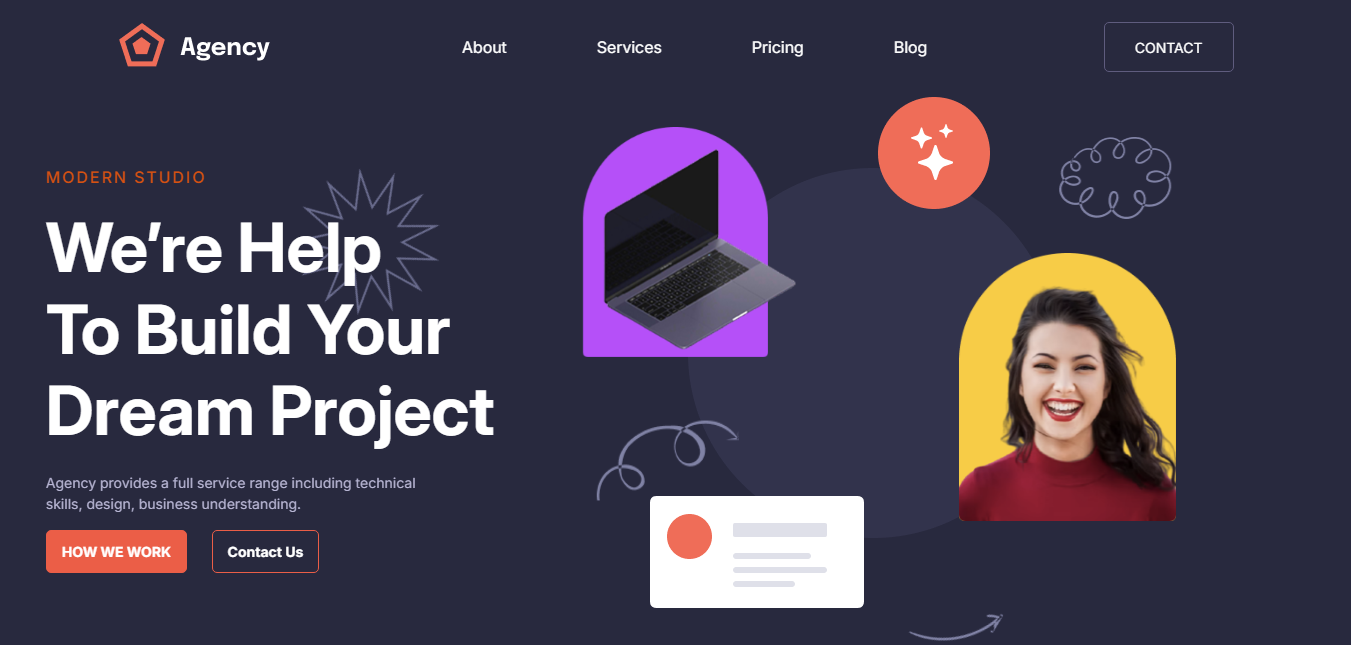 Agency
About
Services
Pricing
Blog
CONTACT
MODERN STUDIO
We’re Help
To Build Your
Dream Project
Agency provides a full service range including technical
skills, design, business understanding.
HOW WE WORK
Contact Us